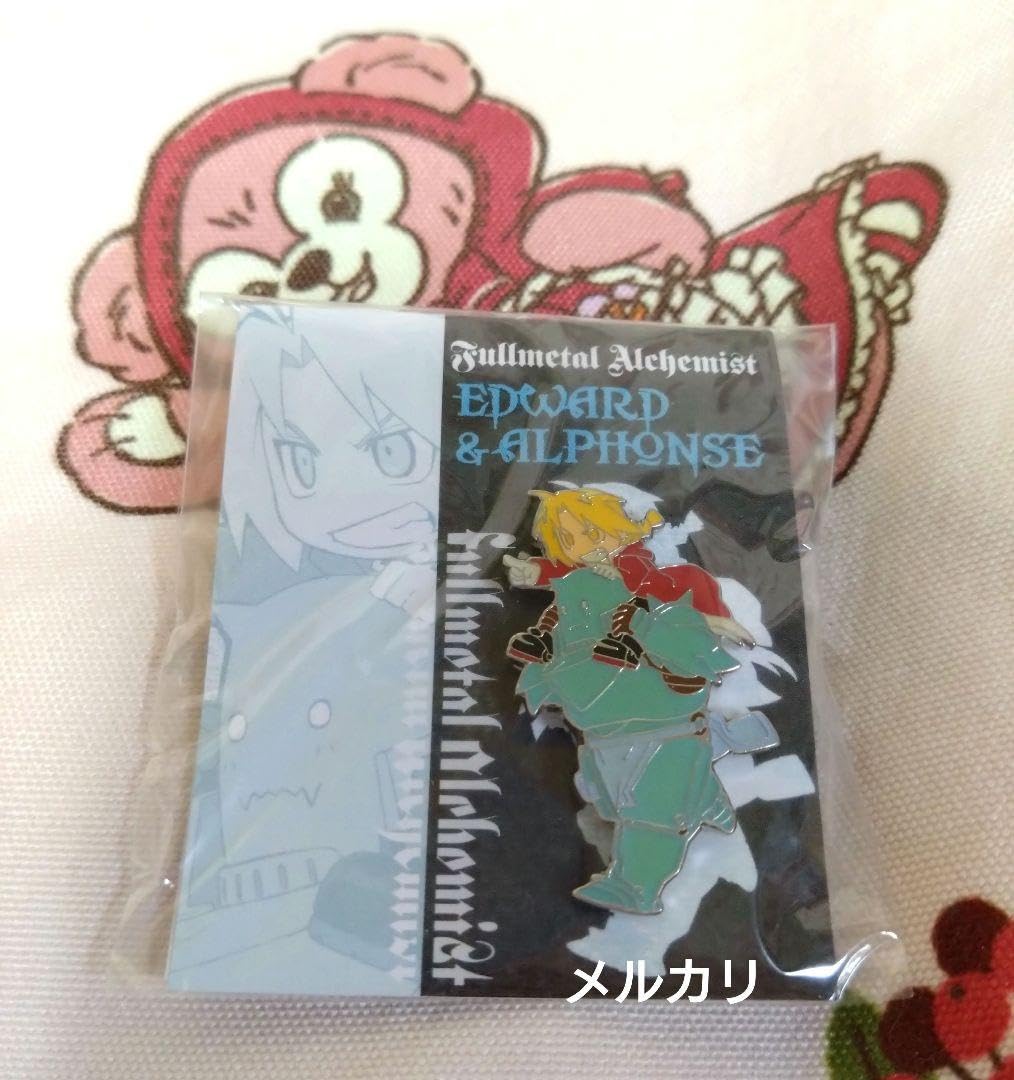 Fullmetal Alchemist
EDWARD
& ALPHONSE
Fullmetal Alchemist
メルカリ